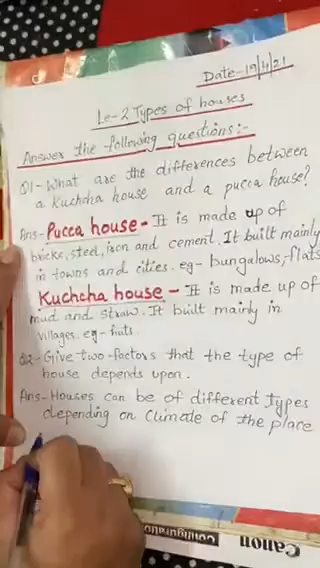 Date-19/4/21
Le-2 Types of houses
Answer the following questions:-
Q1-What are the differences between
a Kuchcha house and a pucca house?
Ans-Pucca house- It is made up of
bricks, steel, iron and cement. It built mainly
in towns and cities. eg- bungalows, flats
Kuchcha house - It is made up of
mud and straw. It built mainly in
villages. eg- huts
Q2- Give two factors that the type of
house depends upon.
Ans-Houses can be of different types
depending on Climate of the place
Canon